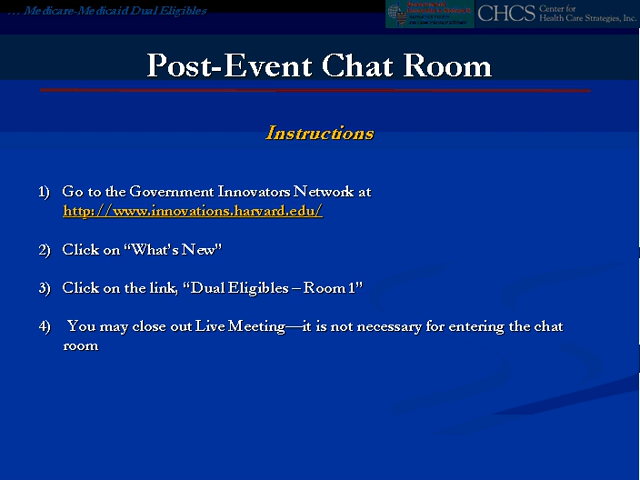 … Medicare-Medicaid Dual Eligibles
CHCS
Center for
Health Care Strategies, Inc.
Post-Event Chat Room
Instructions
1) Go to the Government Innovators Network at
http://www.innovations.harvard.edu/
2) Click on “What’s New”
3) Click on the link, “Dual Eligibles – Room 1”
4) You may close out Live Meeting—it is not necessary for entering the chat
room